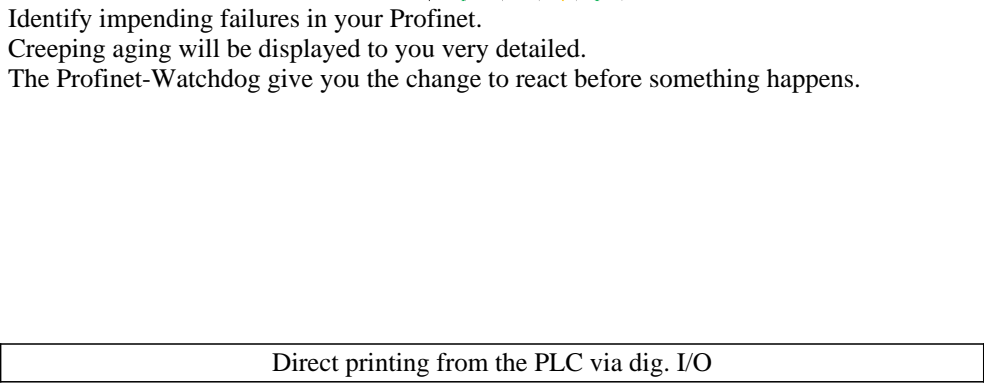 Identify impending failures in your Profinet.
Creeping aging will be displayed to you very detailed.
The Profinet-Watchdog give you the change to react before something happens.
Direct printing from the PLC via dig. I/O